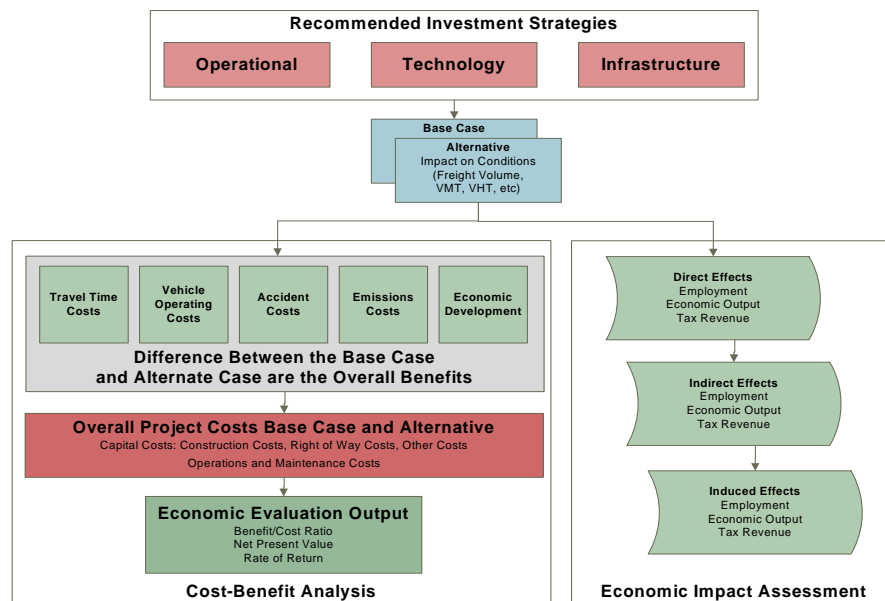 Recommended Investment Strategies
Operational
Technology
Infrastructure
Base Case
Alternative
Impact on Conditions
(Freight Volume,
VMT, VHT, etc)
Travel Time
Costs
Vehicle
Operating
Costs
Accident
Costs
Emissions
Costs
Economic
Development
Difference Between the Base Case
and Alternate Case are the Overall Benefits
Overall Project Costs Base Case and Alternative
Capital Costs: Construction Costs, Right of Way Costs, Other Costs
Operations and Maintenance Costs
Economic Evaluation Output
Benefit/Cost Ratio
Net Present Value
Rate of Return
Cost-Benefit Analysis
Direct Effects
Employment
Economic Output
Tax Revenue
Indirect Effects
Employment
Economic Output
Tax Revenue
Induced Effects
Employment
Economic Output
Tax Revenue
Economic Impact Assessment